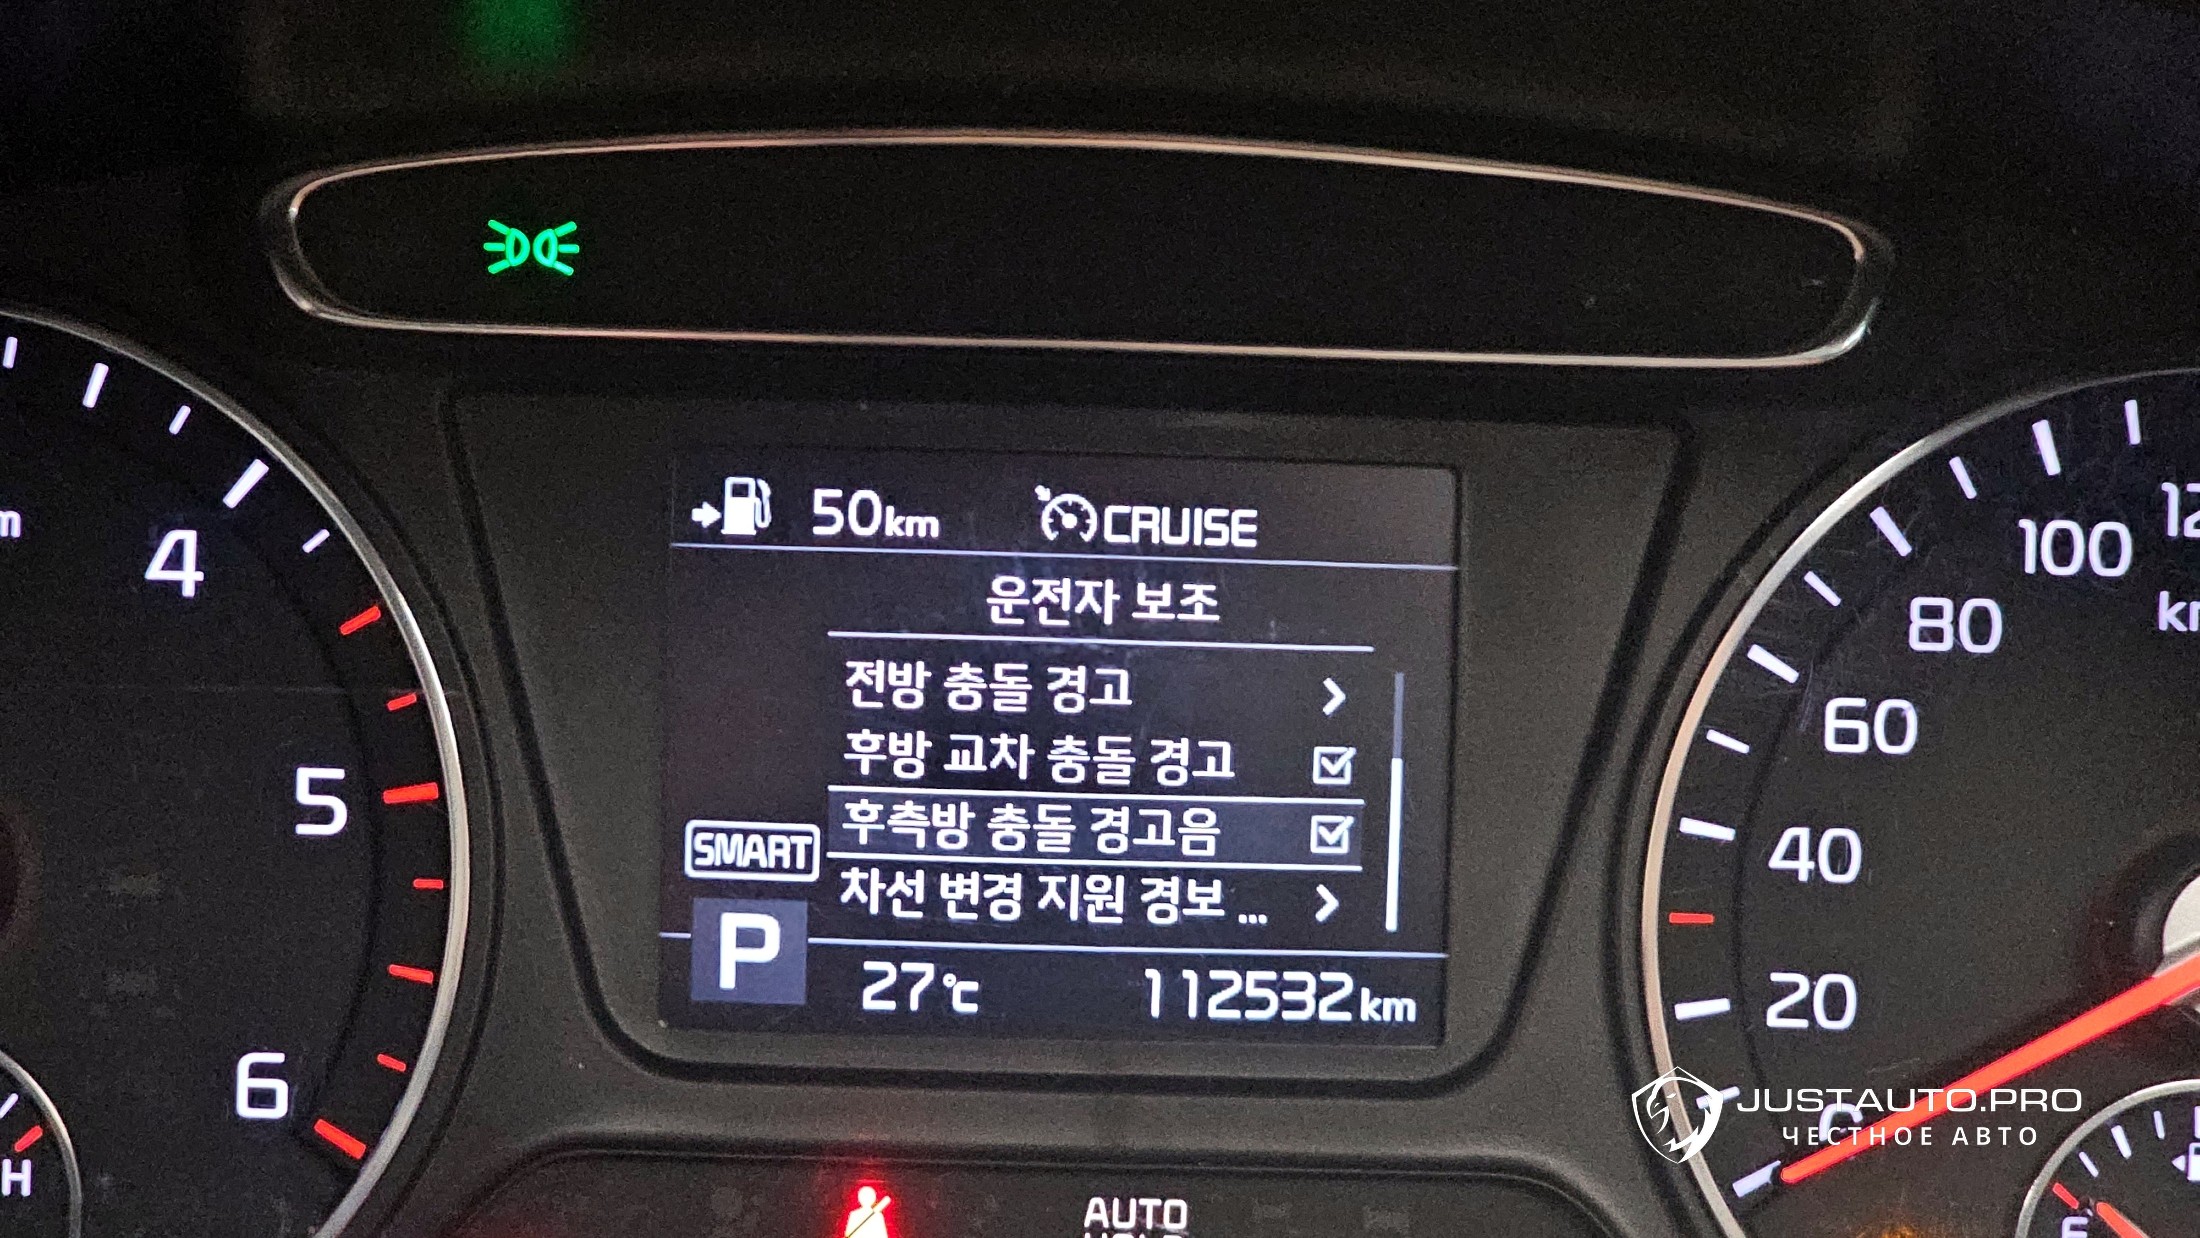 50km CRUISE
운전자 보조
전방 충돌 경고
후방 교차 충돌 경고
후측방 충돌 경고음
차선 변경 지원 경보 ...
SMART
P
27°C 112532km
4
5
6
H
100
80
60
40
20
JUSTAUTO.PRO
ЧЕСТНОЕ АВТО
AUTO